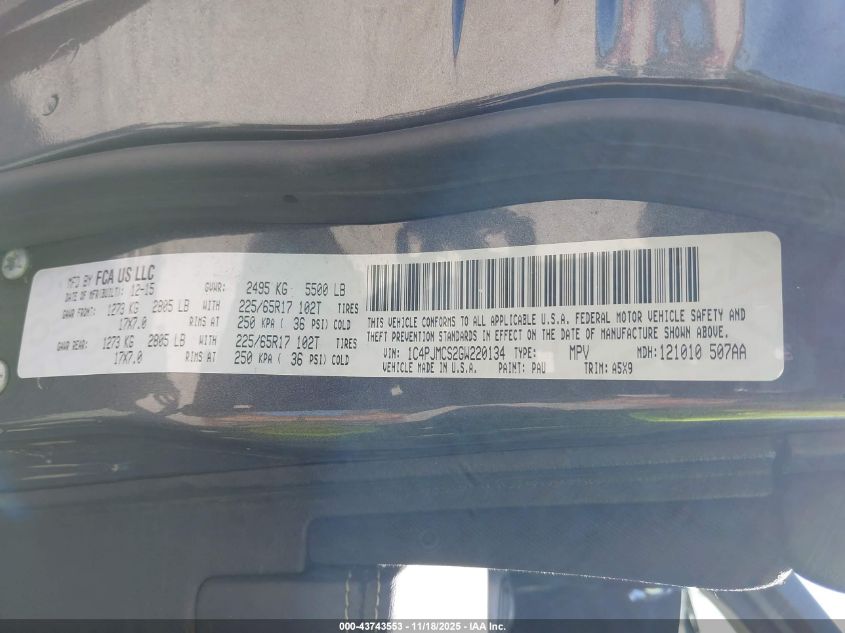 MFD BY FCA US LLC
DATE OF MFR(BUILT): 12-15 GVWR: 2495 KG 5500 LB
GAWR FRONT: 1273 KG 2805 LB WITH 225/65R17 102T TIRES
17X7.0 RIMS AT 250 KPA ( 36 PSI) COLD
GAWR REAR: 1273 KG 2805 LB WITH 225/65R17 102T TIRES
17X7.0 RIMS AT 250 KPA ( 36 PSI) COLD
THIS VEHICLE CONFORMS TO ALL APPLICABLE U.S.A. FEDERAL MOTOR VEHICLE SAFETY AND
THEFT PREVENTION STANDARDS IN EFFECT ON THE DATE OF MANUFACTURE SHOWN ABOVE.
VIN: 1C4PJMCS2GW220134 TYPE: MPV MDH: 121010 507AA
VEHICLE MADE IN U.S.A. PAINT: PAU TRIM: A5X9
000-43743553 | 11/18/2025 | IAA Inc.